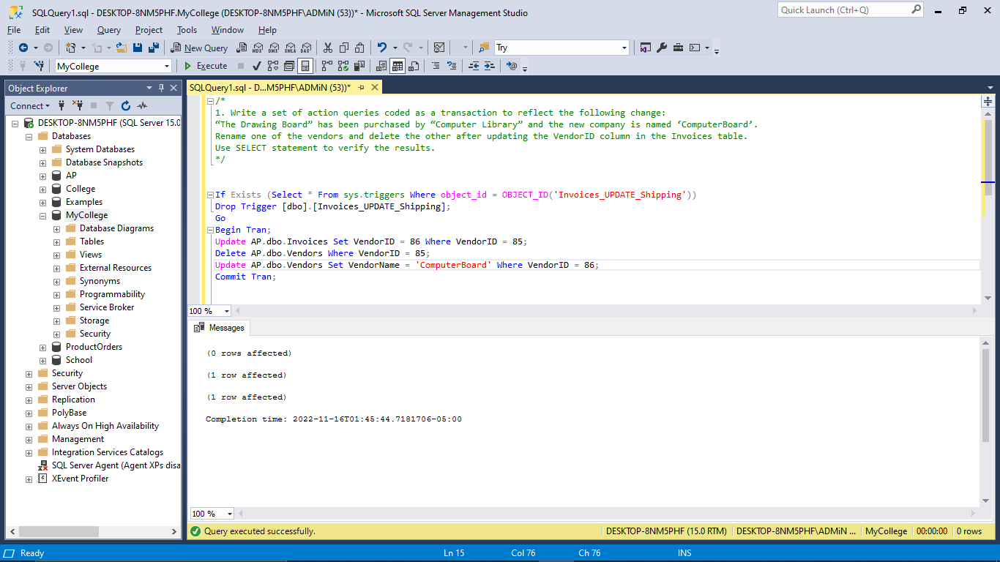 SQLQuery1.sql - DESKTOP-8NM5PHF.MyCollege (DESKTOP-8NM5PHF\ADMiN (53))* - Microsoft SQL Server Management Studio
Quick Launch (Ctrl+Q)
File Edit View Query Project Tools Window Help
New Query MDX DMX XMLA DAX Try
MyCollege Execute
Object Explorer
Connect
DESKTOP-8NM5PHF (SQL Server 15.0
Databases
System Databases
Database Snapshots
AP
College
Examples
MyCollege
Database Diagrams
Tables
Views
External Resources
Synonyms
Programmability
Service Broker
Storage
Security
ProductOrders
School
Security
Server Objects
Replication
PolyBase
Always On High Availability
Management
Integration Services Catalogs
SQL Server Agent (Agent XPs disa
XEvent Profiler
SQLQuery1.sql - D...M5PHF\ADMiN (53))*
/*
1. Write a set of action queries coded as a transaction to reflect the following change:
“The Drawing Board” has been purchased by “Computer Library” and the new company is named ‘ComputerBoard’.
Rename one of the vendors and delete the other after updating the VendorID column in the Invoices table.
Use SELECT statement to verify the results.
*/
If Exists (Select * From sys.triggers Where object_id = OBJECT_ID('Invoices_UPDATE_Shipping'))
Drop Trigger [dbo].[Invoices_UPDATE_Shipping];
Go
Begin Tran;
Update AP.dbo.Invoices Set VendorID = 86 Where VendorID = 85;
Delete AP.dbo.Vendors Where VendorID = 85;
Update AP.dbo.Vendors Set VendorName = 'ComputerBoard' Where VendorID = 86;
Commit Tran;
100 %
Messages
(0 rows affected)
(1 row affected)
(1 row affected)
Completion time: 2022-11-16T01:45:44.7181706-05:00
100 %
Query executed successfully. DESKTOP-8NM5PHF (15.0 RTM) DESKTOP-8NM5PHF\ADMiN ... MyCollege 00:00:00 0 rows
Ready Ln 15 Col 76 Ch 76 INS